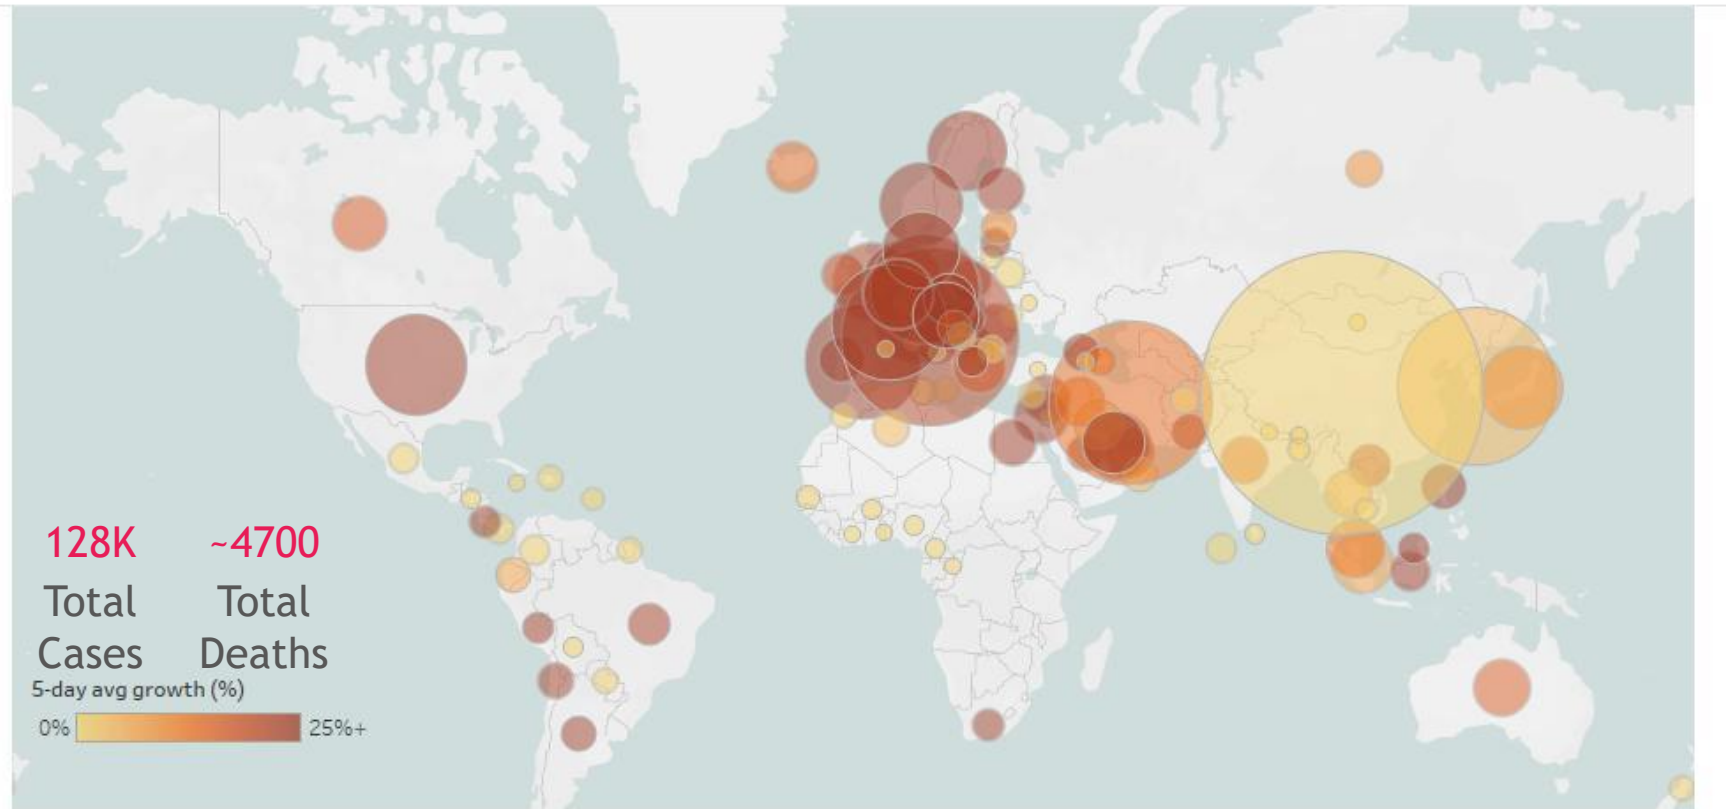 128K ~4700
Total Total
Cases Deaths
5-day avg growth (%)
0% 25%+